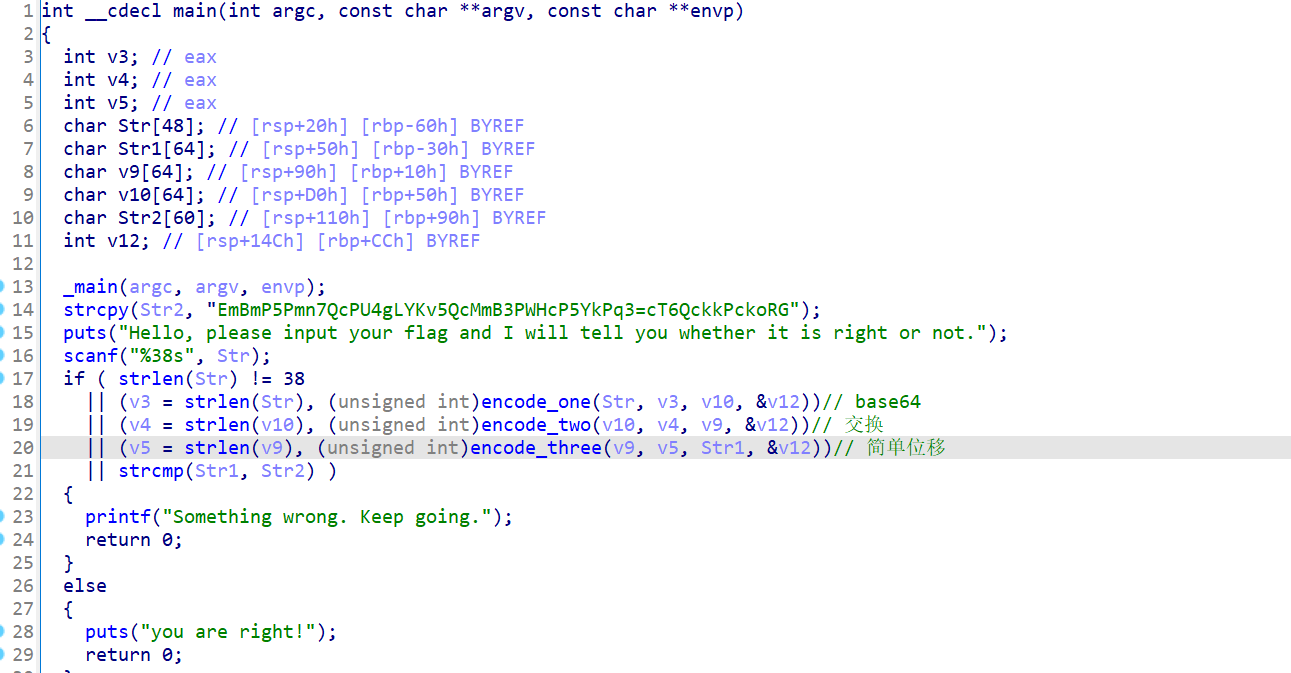 1 int __cdecl main(int argc, const char **argv, const char **envp)
2 {
3 int v3; // eax
4 int v4; // eax
5 int v5; // eax
6 char Str[48]; // [rsp+20h] [rbp-60h] BYREF
7 char Str1[64]; // [rsp+50h] [rbp-30h] BYREF
8 char v9[64]; // [rsp+90h] [rbp+10h] BYREF
9 char v10[64]; // [rsp+D0h] [rbp+50h] BYREF
10 char Str2[60]; // [rsp+110h] [rbp+90h] BYREF
11 int v12; // [rsp+14Ch] [rbp+CCh] BYREF
12
13 _main(argc, argv, envp);
14 strcpy(Str2, "EmBmP5Pmn7QcPU4gLYKv5QcMmB3PWHcP5YkPq3=cT6QckkPckoRG");
15 puts("Hello, please input your flag and I will tell you whether it is right or not.");
16 scanf("%38s", Str);
17 if ( strlen(Str) != 38
18 || (v3 = strlen(Str), (unsigned int)encode_one(Str, v3, v10, &v12))// base64
19 || (v4 = strlen(v10), (unsigned int)encode_two(v10, v4, v9, &v12))// 交换
20 || (v5 = strlen(v9), (unsigned int)encode_three(v9, v5, Str1, &v12))// 简单位移
21 || strcmp(Str1, Str2) )
22 {
23 printf("Something wrong. Keep going.");
24 return 0;
25 }
26 else
27 {
28 puts("you are right!");
29 return 0;